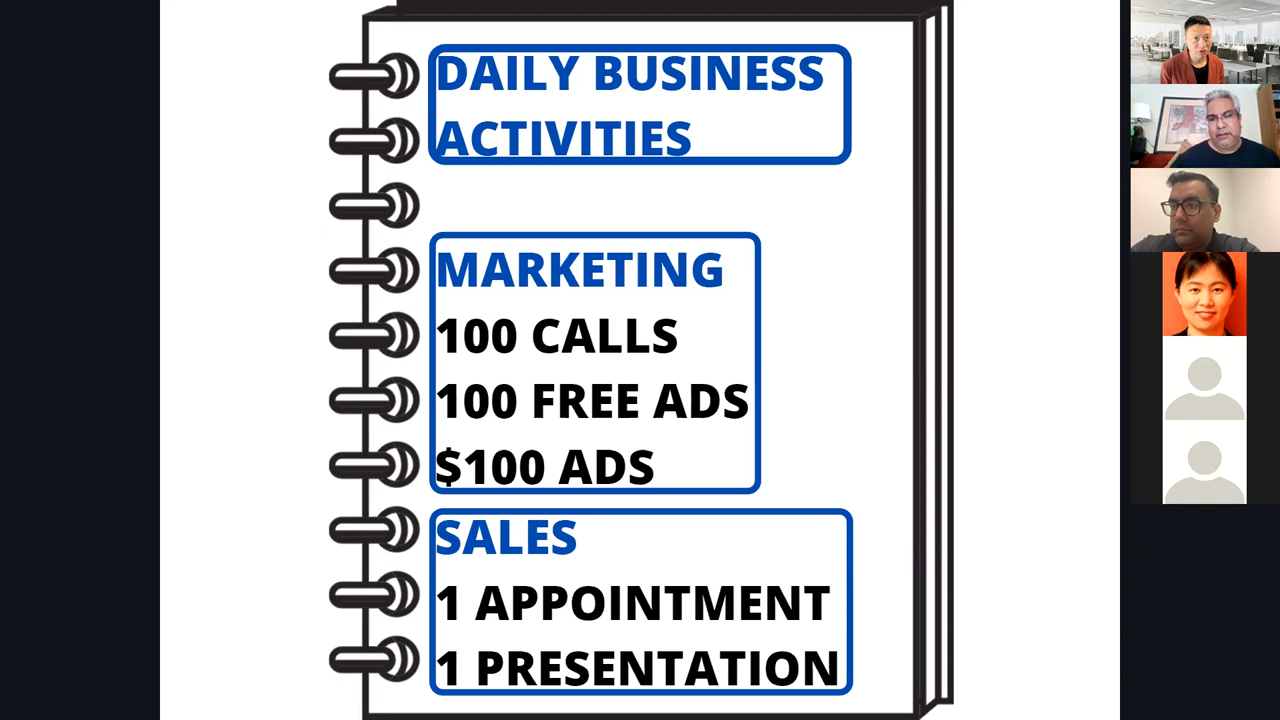 DAILY BUSINESS
ACTIVITIES
MARKETING
100 CALLS
100 FREE ADS
$100 ADS
SALES
1 APPOINTMENT
1 PRESENTATION